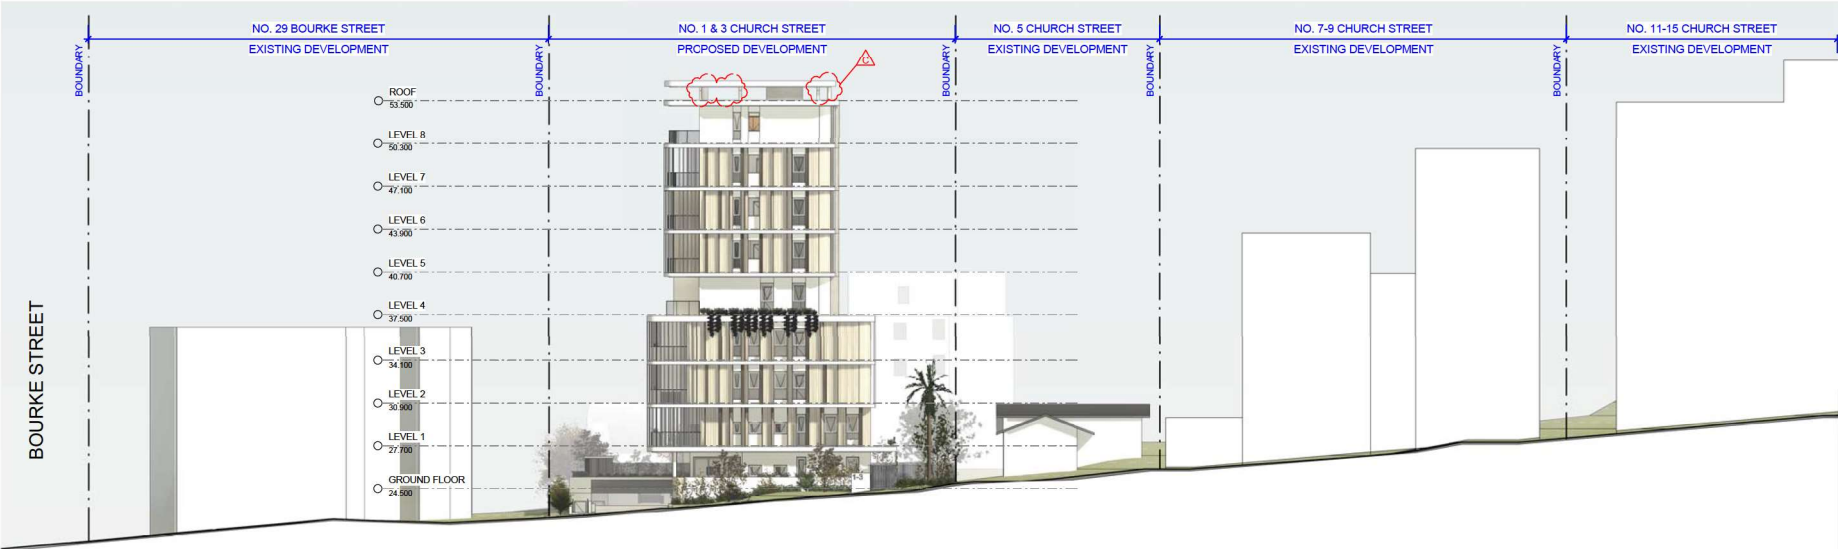 NO. 29 BOURKE STREET
NO. 1 & 3 CHURCH STREET
NO. 5 CHURCH STREET
NO. 7-9 CHURCH STREET
NO. 11-15 CHURCH STREET
EXISTING DEVELOPMENT
PROPOSED DEVELOPMENT
EXISTING DEVELOPMENT
EXISTING DEVELOPMENT
EXISTING DEVELOPMENT
BOUNDARY
BOUNDARY
BOUNDARY
BOUNDARY
BOUNDARY
C
ROOF
53.500
LEVEL 8
50.300
LEVEL 7
47.100
LEVEL 6
43.900
LEVEL 5
40.700
LEVEL 4
37.500
LEVEL 3
34.100
LEVEL 2
30.900
LEVEL 1
27.700
GROUND FLOOR
24.500
1-3
BOURKE STREET